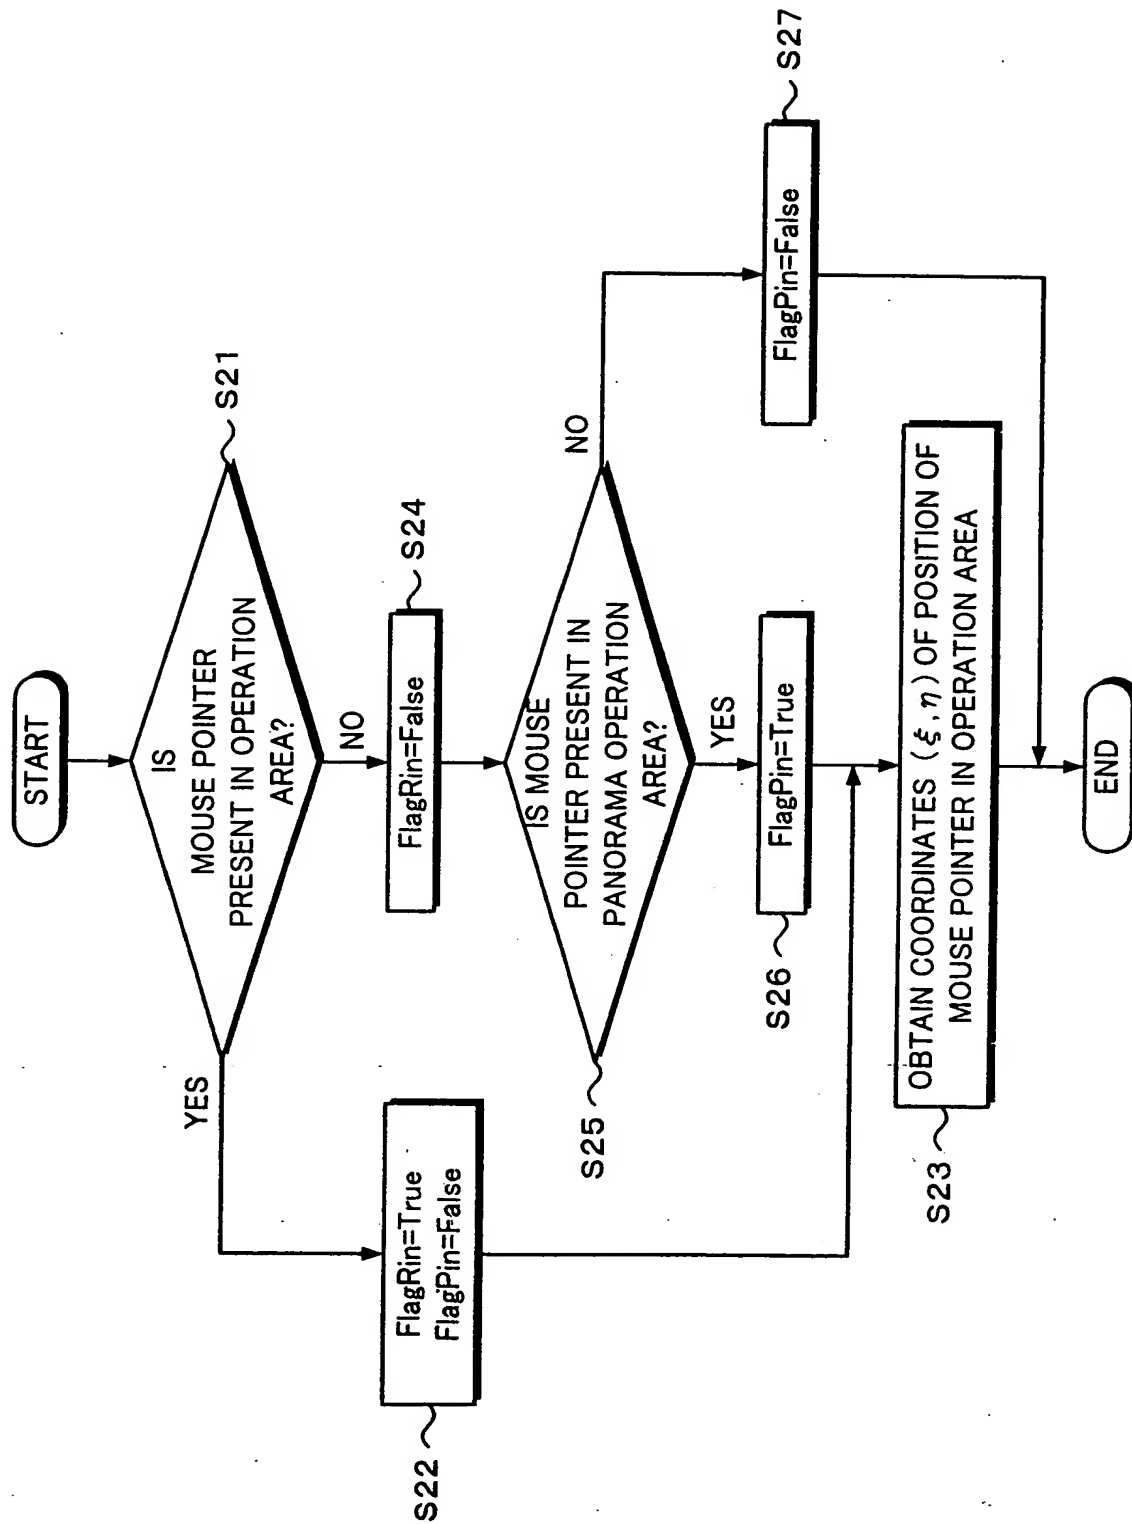 START
IS
MOUSE POINTER
PRESENT IN OPERATION
AREA?
S21
YES
NO
FlagRin=True
FlagPin=False
S22
FlagRin=False
S24
IS MOUSE
POINTER PRESENT IN
PANORAMA OPERATION
AREA?
S25
NO
YES
FlagPin=True
S26
FlagPin=False
S27
OBTAIN COORDINATES (ξ, η) OF POSITION OF
MOUSE POINTER IN OPERATION AREA
S23
END